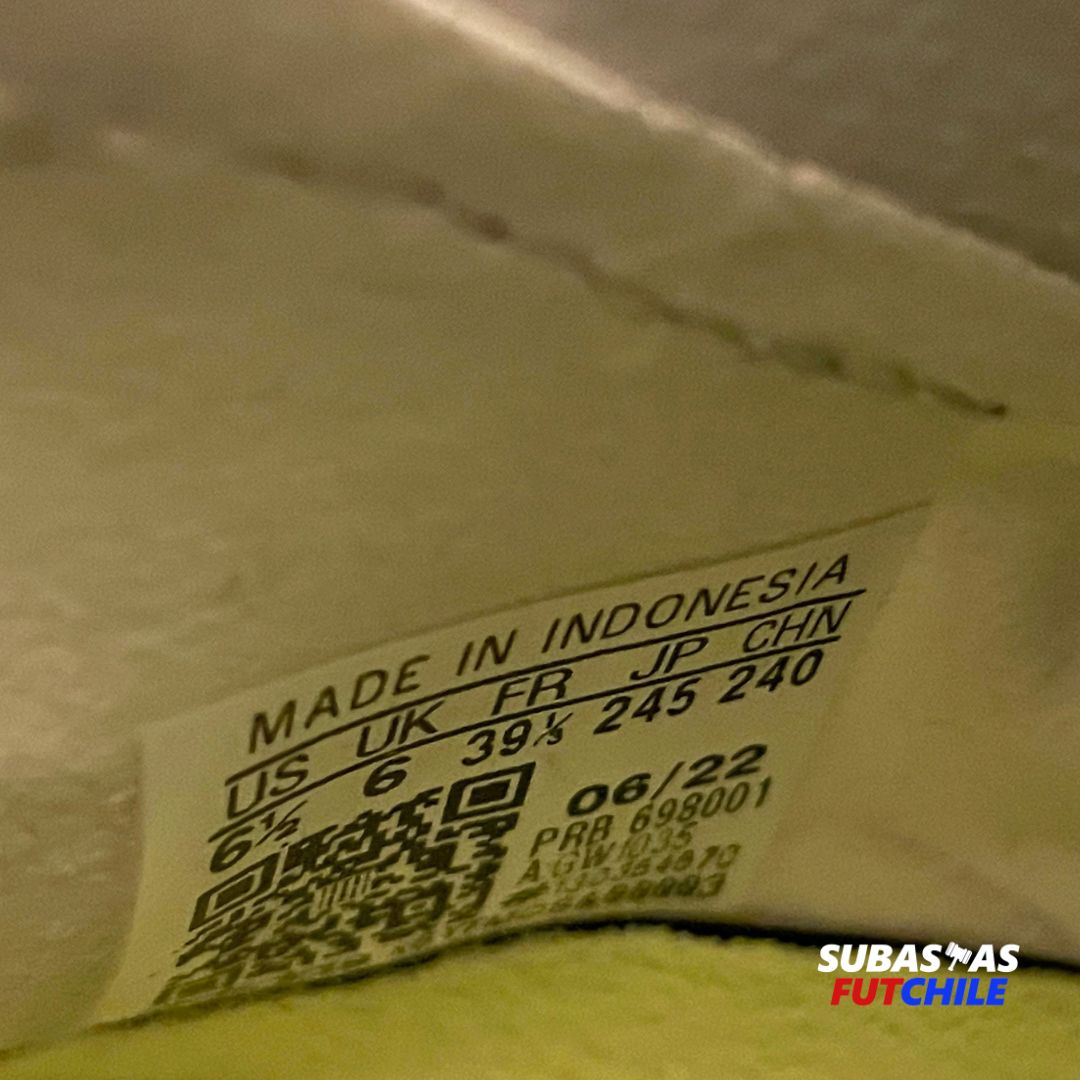 MADE IN INDONESIA
US UK FR JP CHN
6½ 6 39⅓ 245 240
06/22
PRB 698001
SUBASTAS
FUTCHILE